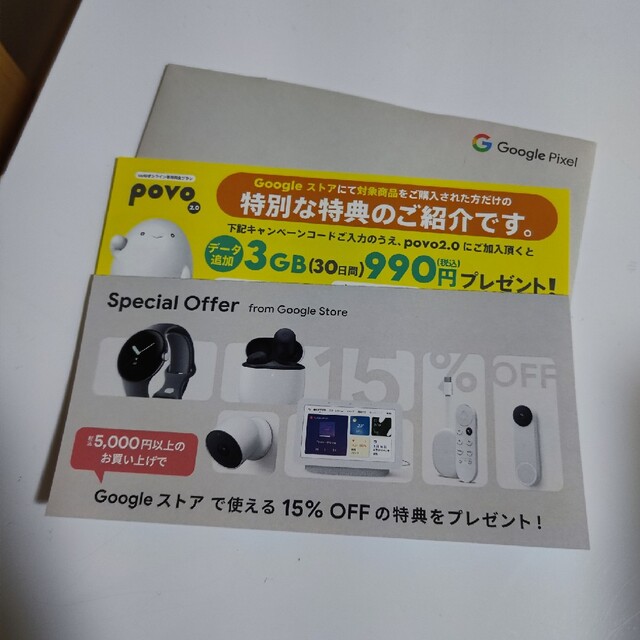 Google Pixel
povo
2.0
Google ストアにて対象商品をご購入された方だけの
特別な特典のご紹介です。
下記キャンペーンコードご入力のうえ、povo2.0 にご加入頂くと
データ
追加
3GB(30日間)990円(税込)プレゼント!
Special Offer from Google Store
15% OFF
5,000円以上の
お買い上げで
Google ストア で使える 15% OFF の特典をプレゼント!